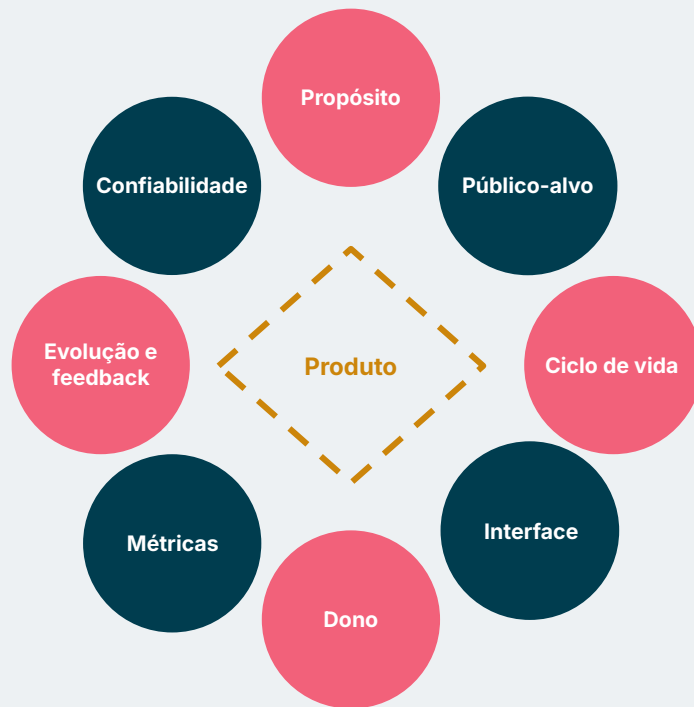 Propósito
Confiabilidade
Público-alvo
Evolução e
feedback
Produto
Ciclo de vida
Métricas
Interface
Dono